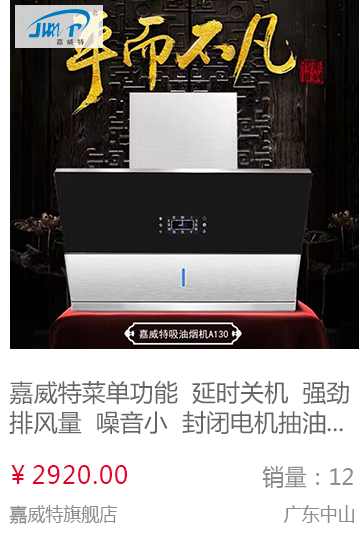 JWT
嘉威特
华而不凡
嘉威特吸油烟机A130
嘉威特菜单功能 延时关机 强劲
排风量 噪音小 封闭电机抽油...
￥2920.00
销量：12
嘉威特旗舰店
广东中山